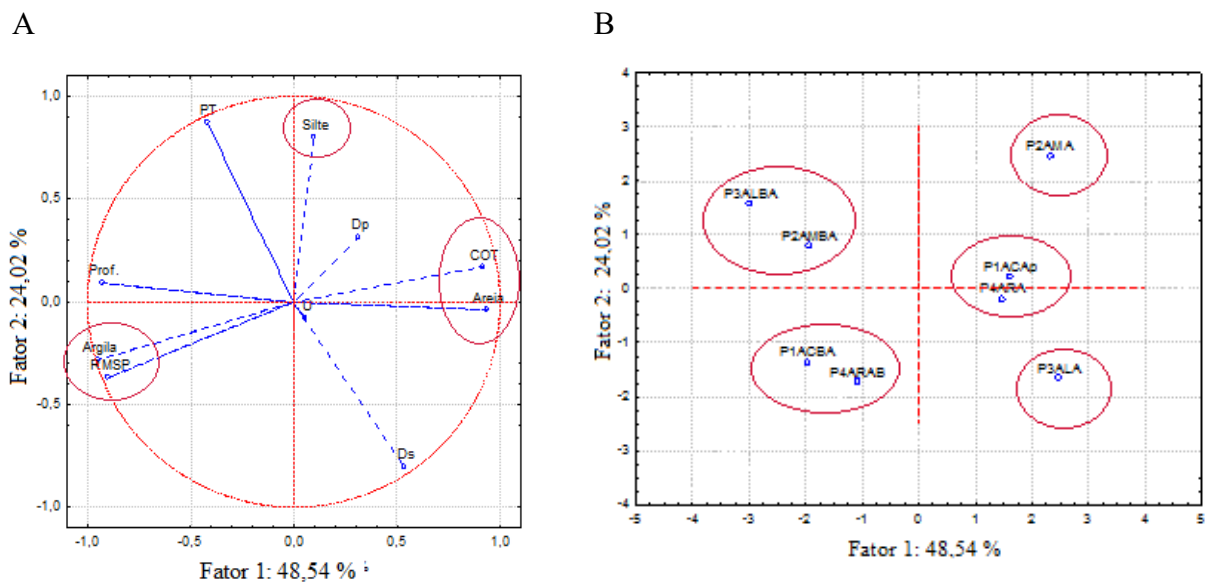 A
1,0
PT
Silte
0,5
Dp
COT
Prof.
0,0
U
Areia
Argila
RMSP
-0,5
Ds
-1,0
-1,0
-0,5
0,0
0,5
1,0
Fator 2: 24,02 %
Fator 1: 48,54 %
B
4
3
P2AMA
2
P3ALBA
1
P2AMBA
P1ACAp
0
P4ARA
-1
P1ACBA
P4ARAB
P3ALA
-2
-3
-4
-5
-4
-3
-2
-1
0
1
2
3
4
5
Fator 2: 24,02 %
Fator 1: 48,54 %